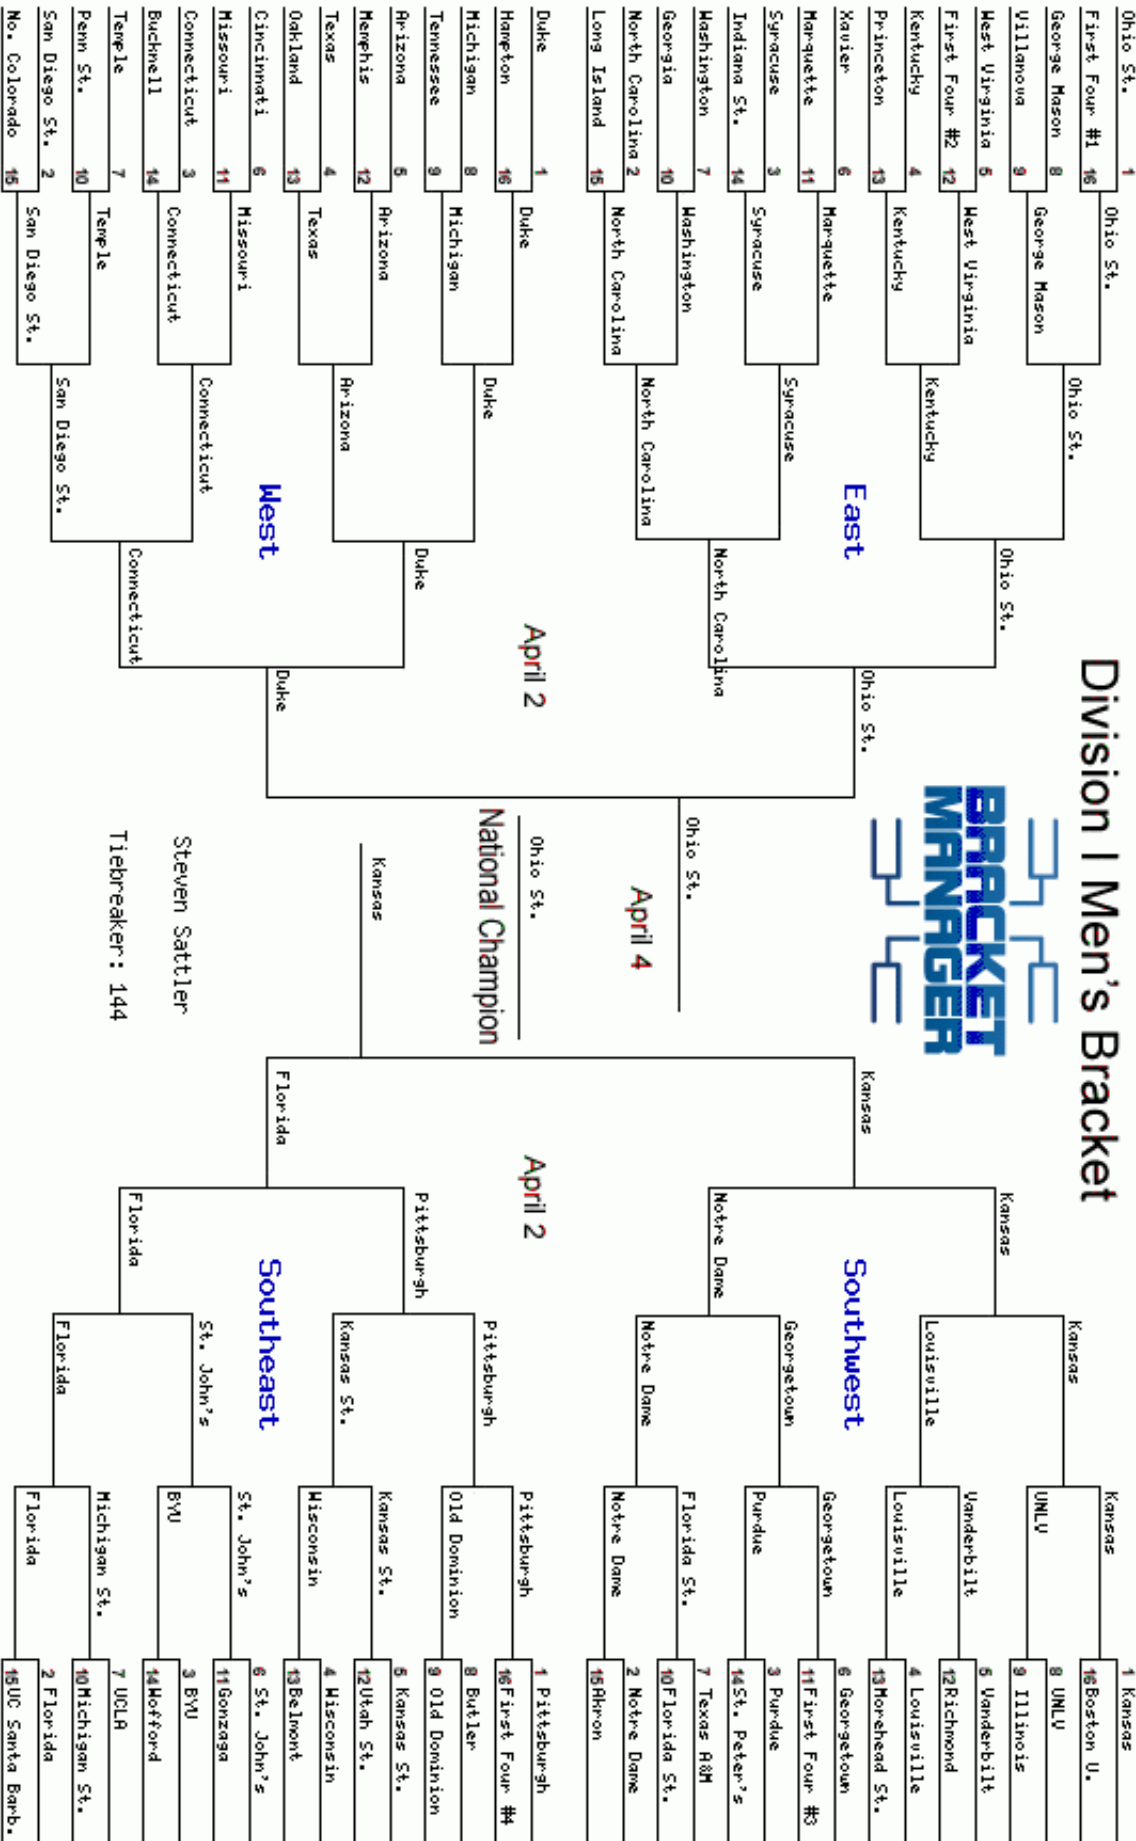 Division I Men's Bracket
BRACKET
MANAGER
Ohio St. 1
First Four #1 16
George Mason 8
Villanova 9
West Virginia 5
First Four #2 12
Kentucky 4
Princeton 13
Xavier 6
Marquette 11
Syracuse 3
Indiana St. 14
Washington 7
Georgia 10
North Carolina 2
Long Island 15
Ohio St.
George Mason
West Virginia
Kentucky
Marquette
Syracuse
Washington
North Carolina
Ohio St.
Kentucky
Syracuse
North Carolina
East
Ohio St.
North Carolina
Ohio St.
Duke 1
Hampton 16
Michigan 8
Tennessee 9
Arizona 5
Memphis 12
Texas 4
Oakland 13
Cincinnati 6
Missouri 11
Connecticut 3
Bucknell 14
Temple 7
Penn St. 10
San Diego St. 2
No. Colorado 15
Duke
Michigan
Arizona
Texas
Missouri
Connecticut
Temple
San Diego St.
Duke
Arizona
Connecticut
San Diego St.
West
Duke
Connecticut
Duke
April 2
Ohio St.
April 4
Ohio St.
National Champion
Kansas
Steven Sattler
Tiebreaker: 144
April 2
Kansas
Kansas
Notre Dame
Southwest
Kansas
Louisville
Georgetown
Notre Dame
Kansas
UNLV
Vanderbilt
Louisville
Georgetown
Purdue
Florida St.
Notre Dame
1 Kansas
16 Boston U.
8 UNLV
9 Illinois
5 Vanderbilt
12 Richmond
4 Louisville
13 Morehead St.
6 Georgetown
11 First Four #3
3 Purdue
14 St. Peter's
7 Texas A&M
10 Florida St.
2 Notre Dame
15 Akron
Florida
Pittsburgh
Florida
Southeast
Pittsburgh
Kansas St.
St. John's
Florida
Pittsburgh
Old Dominion
Kansas St.
Wisconsin
St. John's
BYU
Michigan St.
Florida
1 Pittsburgh
16 First Four #4
8 Butler
9 Old Dominion
5 Kansas St.
12 Utah St.
4 Wisconsin
13 Belmont
6 St. John's
11 Gonzaga
3 BYU
14 Wofford
7 UCLA
10 Michigan St.
2 Florida
15 UC Santa Barb.